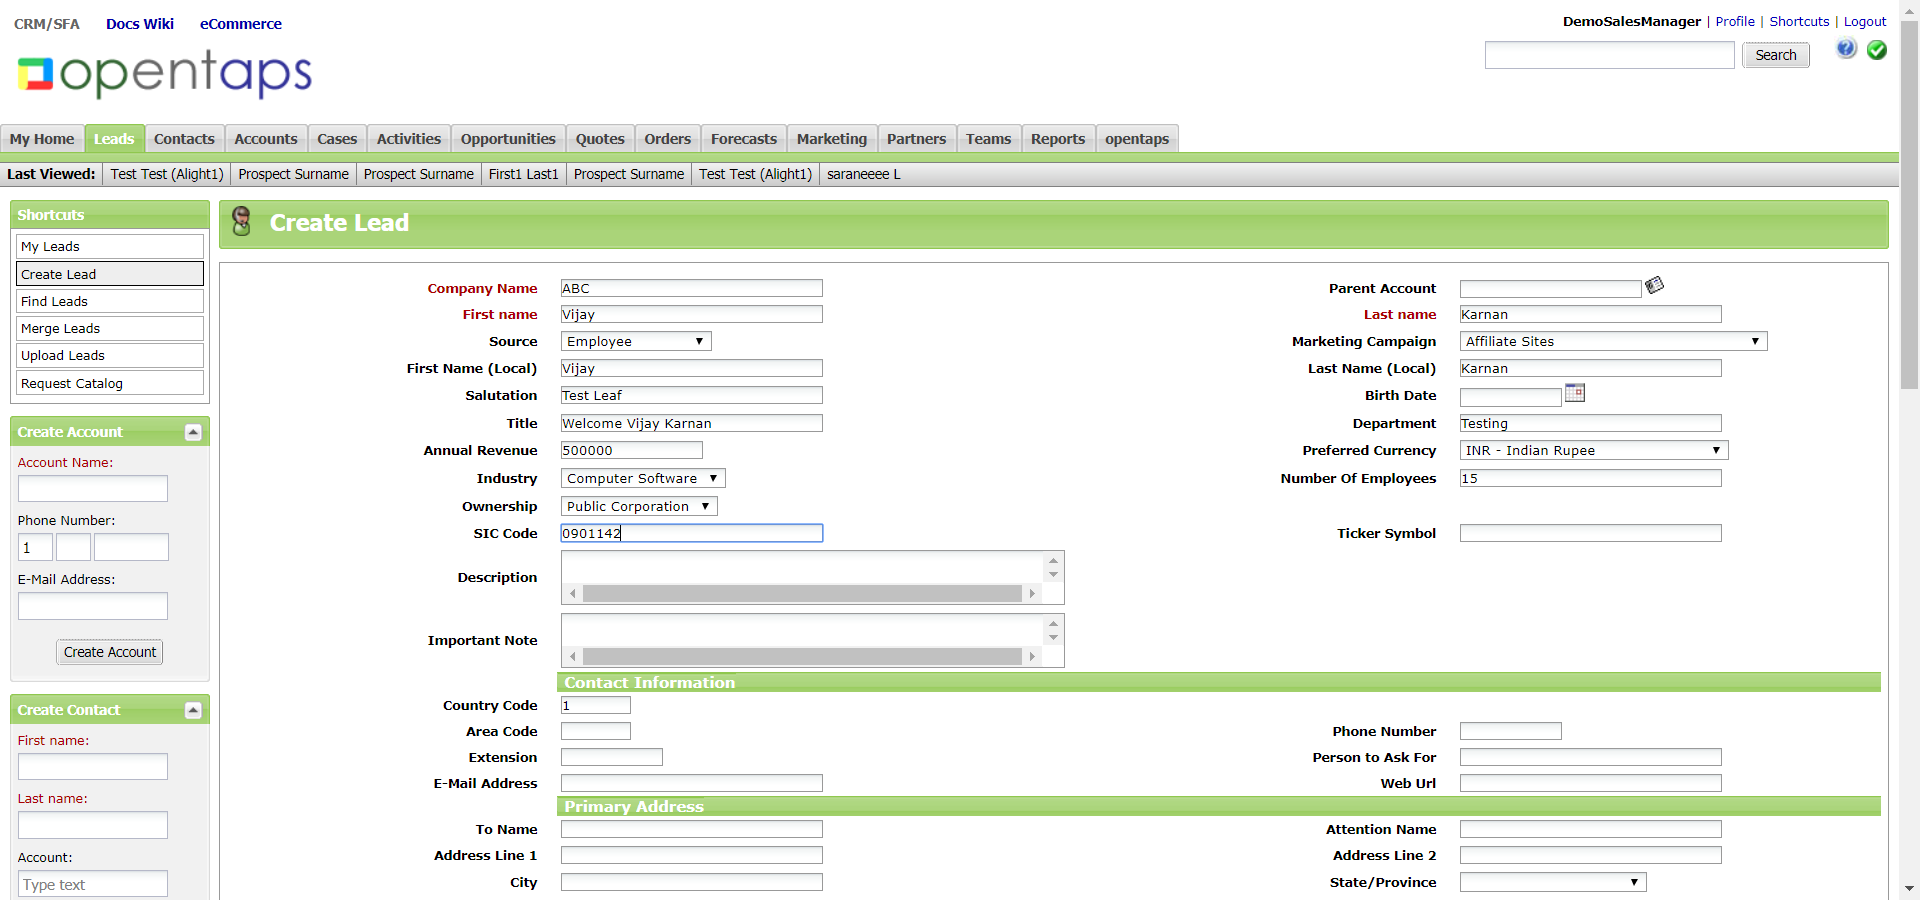 CRM/SFA Docs Wiki eCommerce
DemoSalesManager | Profile | Shortcuts | Logout
opentaps
Search
My Home Leads Contacts Accounts Cases Activities Opportunities Quotes Orders Forecasts Marketing Partners Teams Reports opentaps
Last Viewed: Test Test (Alight1) Prospect Surname Prospect Surname First1 Last1 Prospect Surname Test Test (Alight1) saraneeee L
Shortcuts
My Leads
Create Lead
Find Leads
Merge Leads
Upload Leads
Request Catalog
Create Account
Account Name:
Phone Number:
1
E-Mail Address:
Create Account
Create Contact
First name:
Last name:
Account:
Type text
Create Lead
Company Name ABC Parent Account
First name Vijay Last name Karnan
Source Employee Marketing Campaign Affiliate Sites
First Name (Local) Vijay Last Name (Local) Karnan
Salutation Test Leaf Birth Date
Title Welcome Vijay Karnan Department Testing
Annual Revenue 500000 Preferred Currency INR - Indian Rupee
Industry Computer Software Number Of Employees 15
Ownership Public Corporation
SIC Code 0901142 Ticker Symbol
Description
Important Note
Contact Information
Country Code 1
Area Code Phone Number
Extension Person to Ask For
E-Mail Address Web Url
Primary Address
To Name Attention Name
Address Line 1 Address Line 2
City State/Province